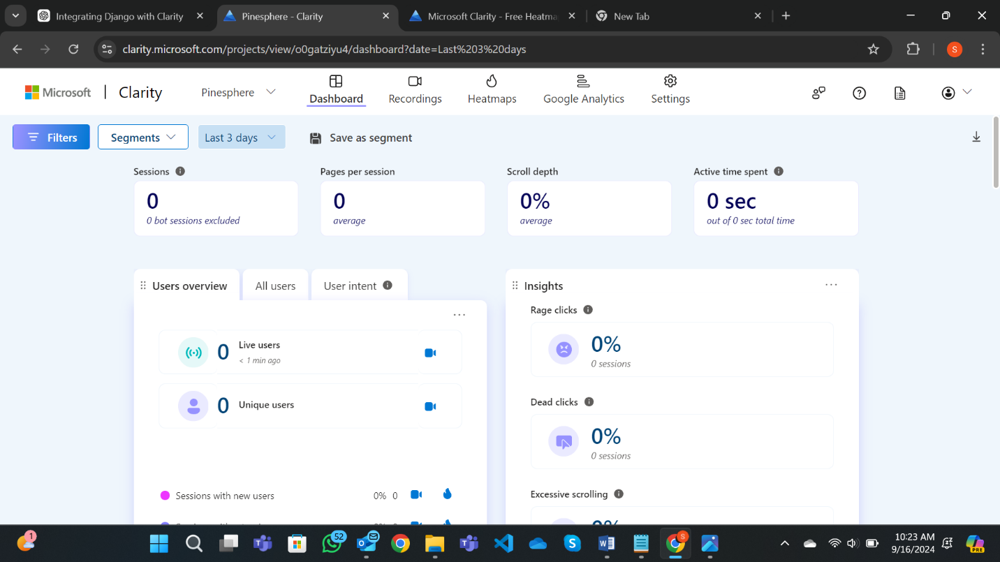 Integrating Django with Clarity
Pinesphere - Clarity
Microsoft Clarity - Free Heatma
New Tab
clarity.microsoft.com/projects/view/o0gatziyu4/dashboard?date=Last%203%20days
S
Microsoft | Clarity
Pinesphere
Dashboard
Recordings
Heatmaps
Google Analytics
Settings
Filters
Segments
Last 3 days
Save as segment
Sessions
0
0 bot sessions excluded
Pages per session
0
average
Scroll depth
0%
average
Active time spent
0 sec
out of 0 sec total time
Users overview
All users
User intent
0 Live users
< 1 min ago
0 Unique users
Sessions with new users 0% 0
Insights
Rage clicks
0%
0 sessions
Dead clicks
0%
0 sessions
Excessive scrolling
0%
1
52
S
10:23 AM
9/16/2024
PRE